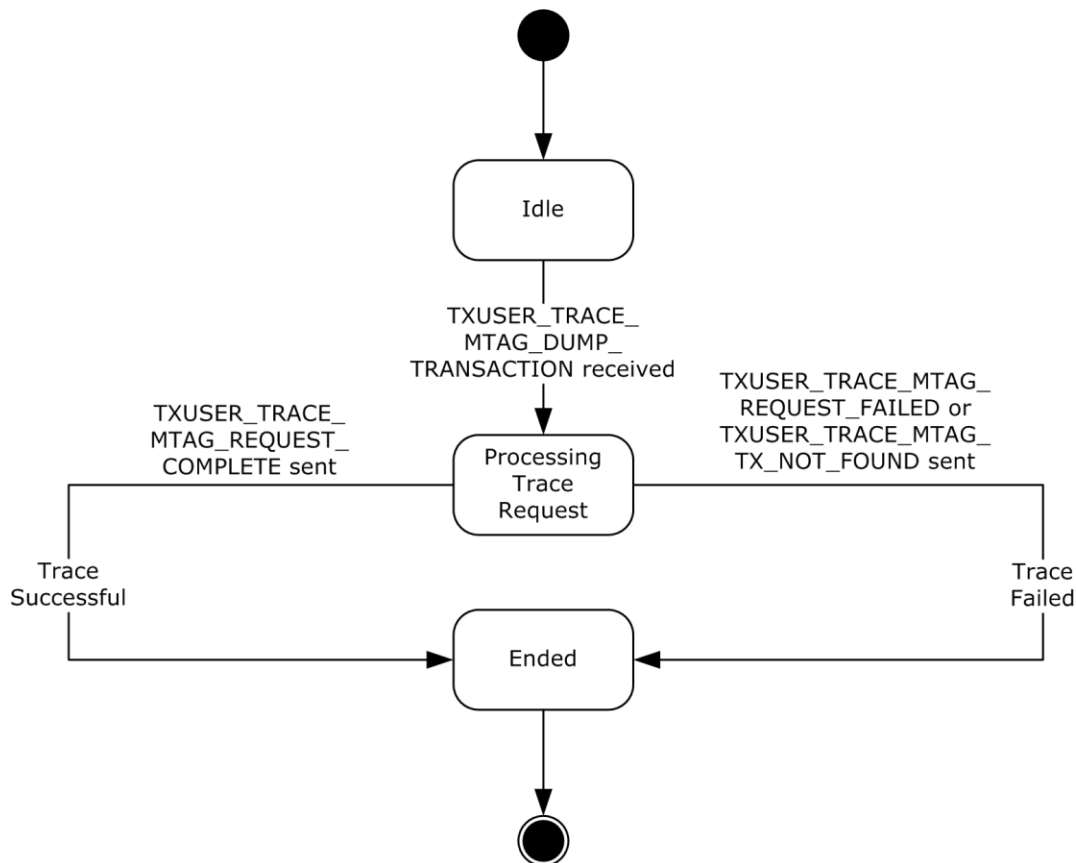 Idle
TXUSER_TRACE_
MTAG_DUMP_
TRANSACTION received
TXUSER_TRACE_
MTAG_REQUEST_
COMPLETE sent
TXUSER_TRACE_MTAG_
REQUEST_FAILED or
TXUSER_TRACE_MTAG_
TX_NOT_FOUND sent
Processing
Trace
Request
Trace
Successful
Trace
Failed
Ended